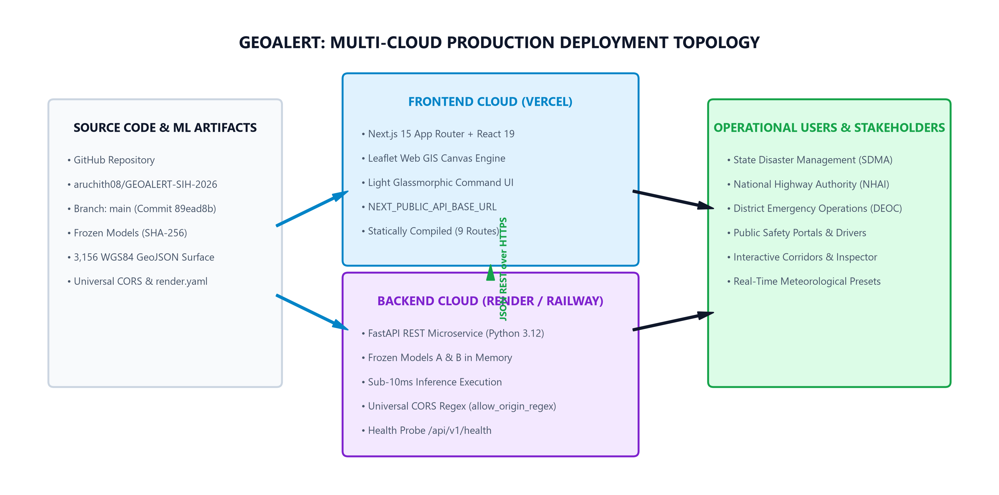 GEOALERT: MULTI-CLOUD PRODUCTION DEPLOYMENT TOPOLOGY
SOURCE CODE & ML ARTIFACTS
• GitHub Repository
• aruchith08/GEOALERT-SIH-2026
• Branch: main (Commit 89ead8b)
• Frozen Models (SHA-256)
• 3,156 WGS84 GeoJSON Surface
• Universal CORS & render.yaml
FRONTEND CLOUD (VERCEL)
• Next.js 15 App Router + React 19
• Leaflet Web GIS Canvas Engine
• Light Glassmorphic Command UI
• NEXT_PUBLIC_API_BASE_URL
• Statically Compiled (9 Routes)
JSON REST over HTTPS
BACKEND CLOUD (RENDER / RAILWAY)
• FastAPI REST Microservice (Python 3.12)
• Frozen Models A & B in Memory
• Sub-10ms Inference Execution
• Universal CORS Regex (allow_origin_regex)
• Health Probe /api/v1/health
OPERATIONAL USERS & STAKEHOLDERS
• State Disaster Management (SDMA)
• National Highway Authority (NHAI)
• District Emergency Operations (DEOC)
• Public Safety Portals & Drivers
• Interactive Corridors & Inspector
• Real-Time Meteorological Presets